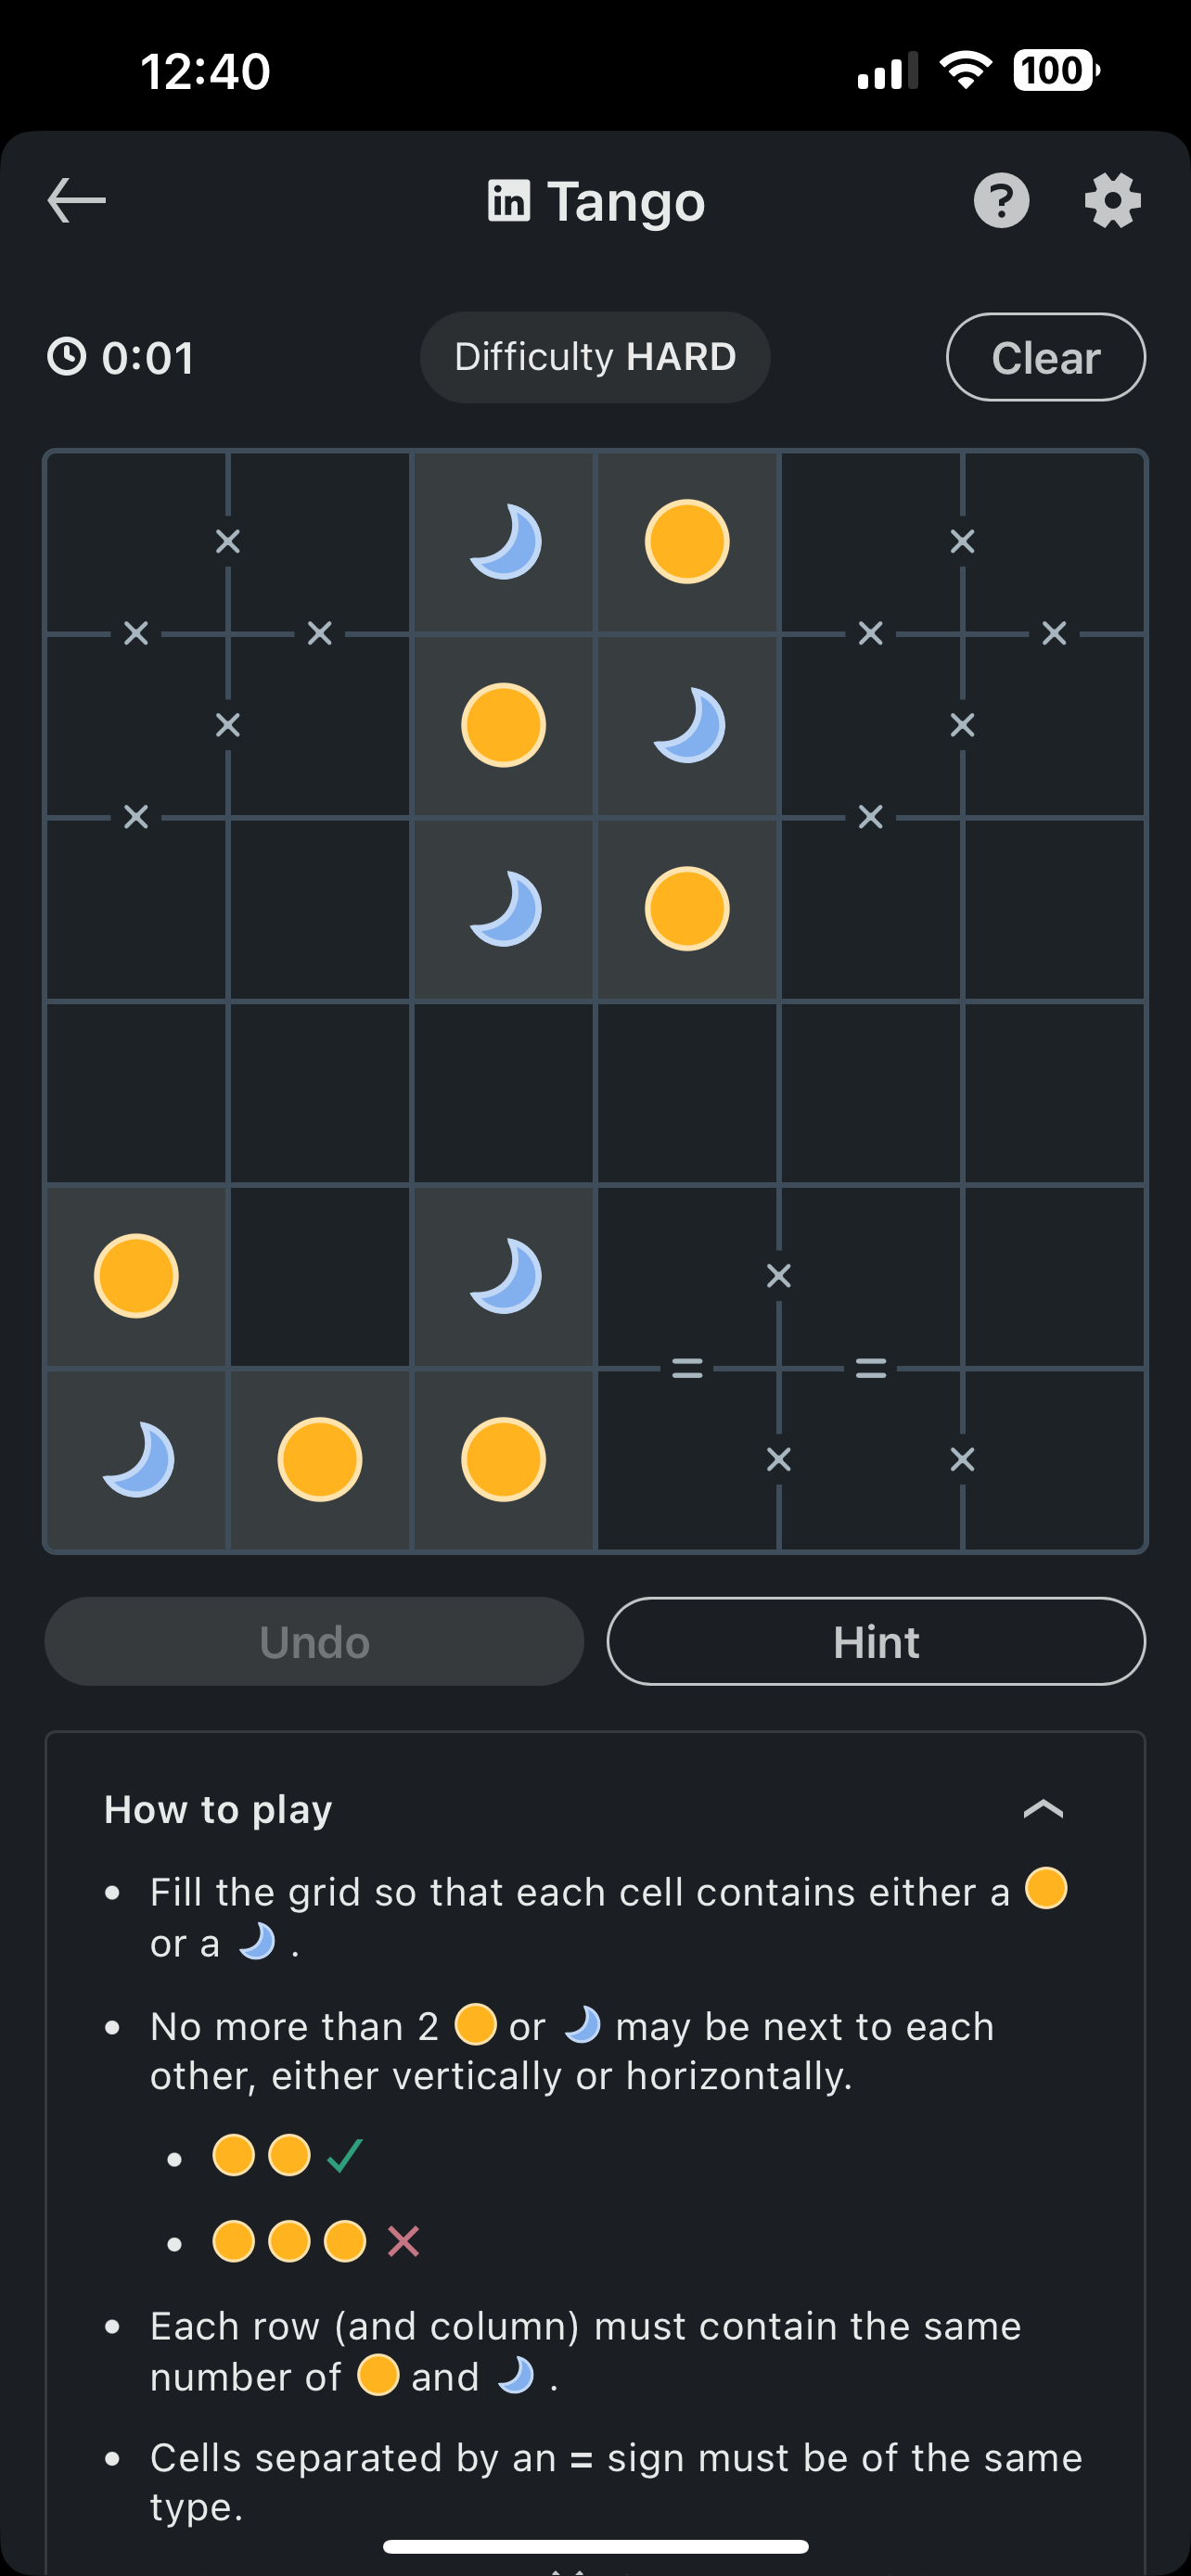 12:40
100
in Tango
?
0:01
Difficulty HARD
Clear
× ×
× × × ×
× ×
× ×
×
= =
× ×
Undo
Hint
How to play
• Fill the grid so that each cell contains either a
or a .
• No more than 2 or may be next to each
other, either vertically or horizontally.
• Each row (and column) must contain the same
number of and .
• Cells separated by an = sign must be of the same
type.